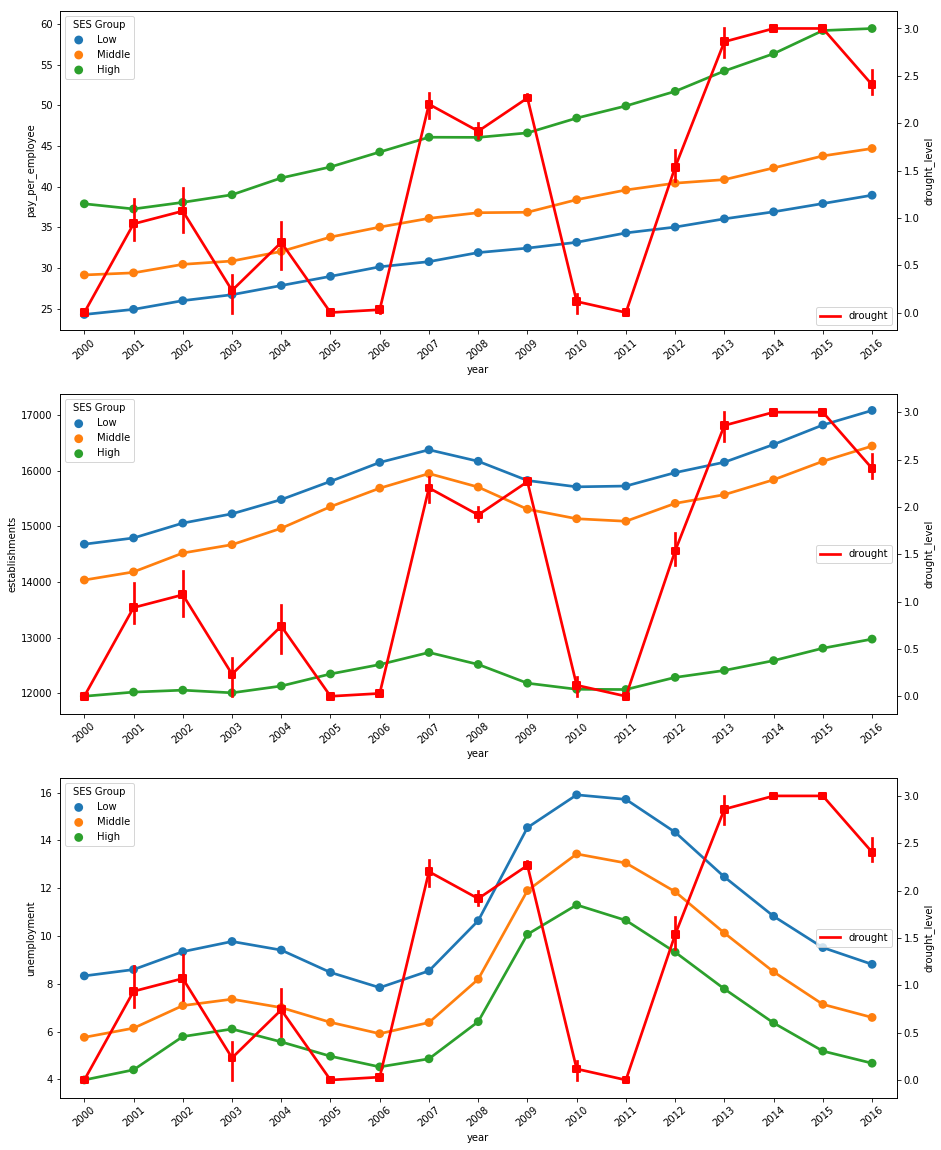 SES Group
Low
Middle
High
60
55
50
45
40
35
30
25
pay_per_employee
3.0
2.5
2.0
1.5
1.0
0.5
0.0
drought_level
drought
2000 2001 2002 2003 2004 2005 2006 2007 2008 2009 2010 2011 2012 2013 2014 2015 2016
year
SES Group
Low
Middle
High
17000
16000
15000
14000
13000
12000
establishments
3.0
2.5
2.0
1.5
1.0
0.5
0.0
drought_level
drought
2000 2001 2002 2003 2004 2005 2006 2007 2008 2009 2010 2011 2012 2013 2014 2015 2016
year
SES Group
Low
Middle
High
16
14
12
10
8
6
4
unemployment
3.0
2.5
2.0
1.5
1.0
0.5
0.0
drought_level
drought
2000 2001 2002 2003 2004 2005 2006 2007 2008 2009 2010 2011 2012 2013 2014 2015 2016
year